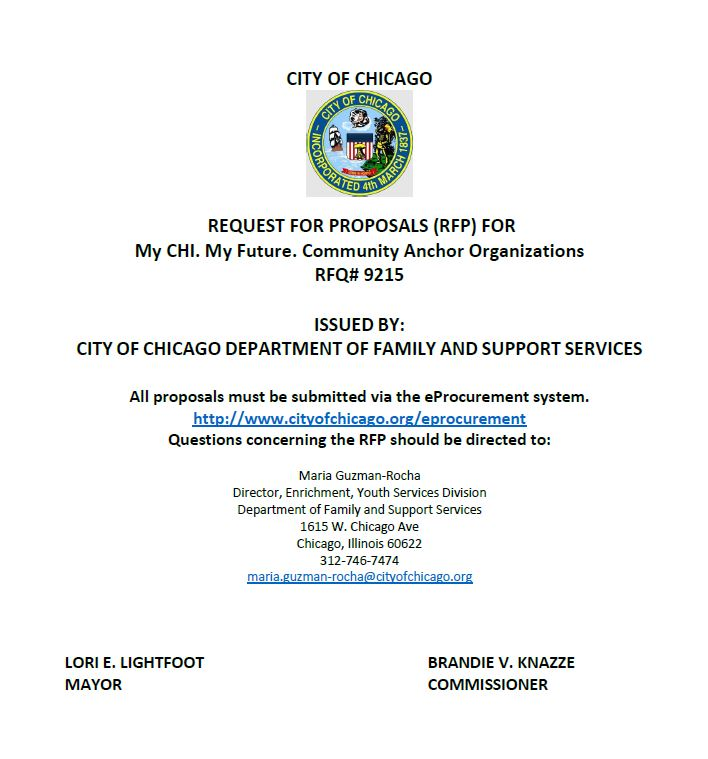 CITY OF CHICAGO
CITY OF CHICAGO
INCORPORATED 4th MARCH 1837
REQUEST FOR PROPOSALS (RFP) FOR
My CHI. My Future. Community Anchor Organizations
RFQ# 9215
ISSUED BY:
CITY OF CHICAGO DEPARTMENT OF FAMILY AND SUPPORT SERVICES
All proposals must be submitted via the eProcurement system.
http://www.cityofchicago.org/eprocurement
Questions concerning the RFP should be directed to:
Maria Guzman-Rocha
Director, Enrichment, Youth Services Division
Department of Family and Support Services
1615 W. Chicago Ave
Chicago, Illinois 60622
312-746-7474
maria.guzman-rocha@cityofchicago.org
LORI E. LIGHTFOOT BRANDIE V. KNAZZE
MAYOR COMMISSIONER